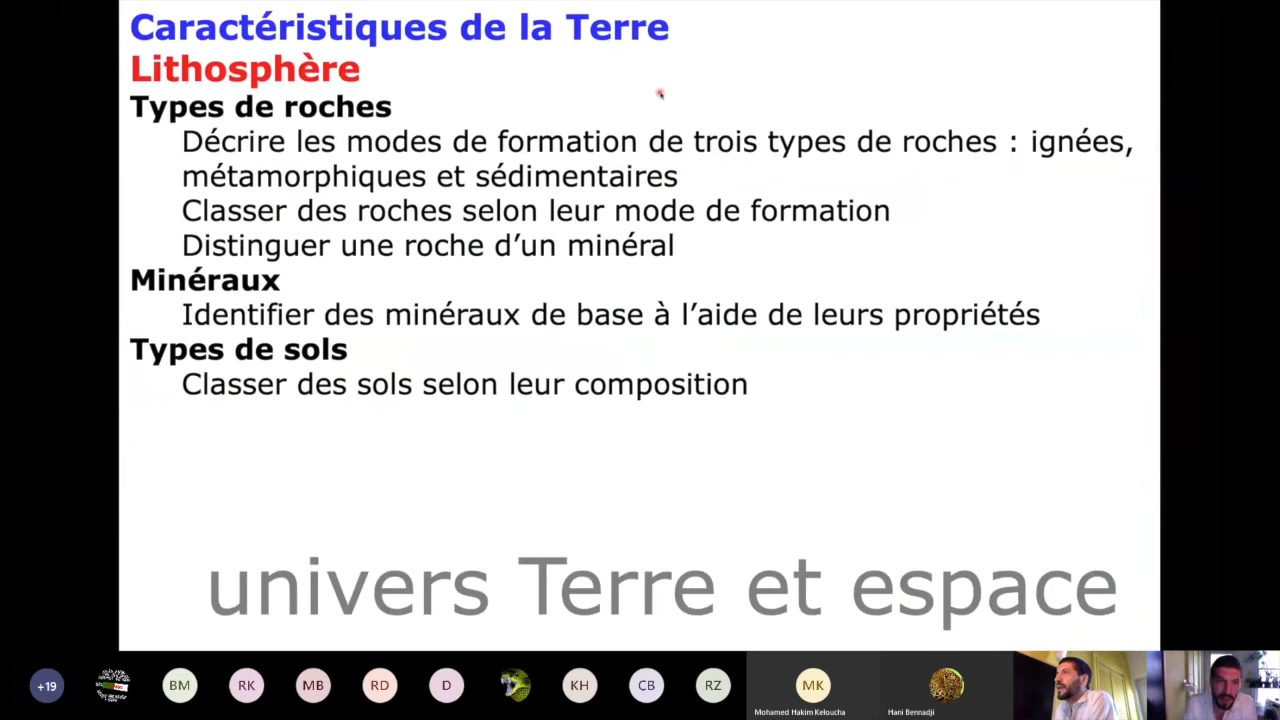 Caractéristiques de la Terre
Lithosphère
Types de roches
Décrire les modes de formation de trois types de roches : ignées,
métamorphiques et sédimentaires
Classer des roches selon leur mode de formation
Distinguer une roche d’un minéral
Minéraux
Identifier des minéraux de base à l’aide de leurs propriétés
Types de sols
Classer des sols selon leur composition
univers Terre et espace
+19 BM RK MB RD D KH ÇB RZ MK
Mohamed Hakim Keloucha Hani Bennadji